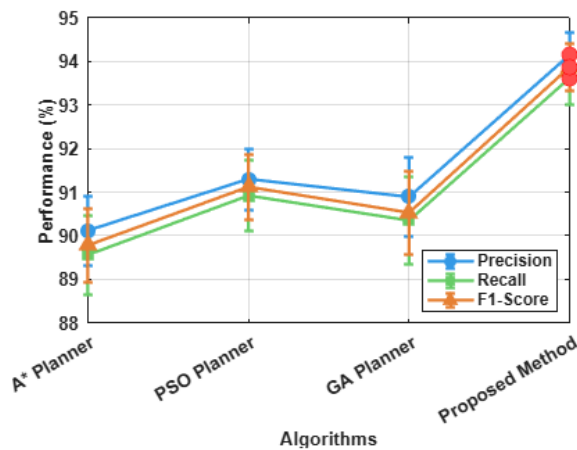 95
94
93
92
91
90
89
88
Performance (%)
Precision
Recall
F1-Score
A* Planner
PSO Planner
GA Planner
Proposed Method
Algorithms